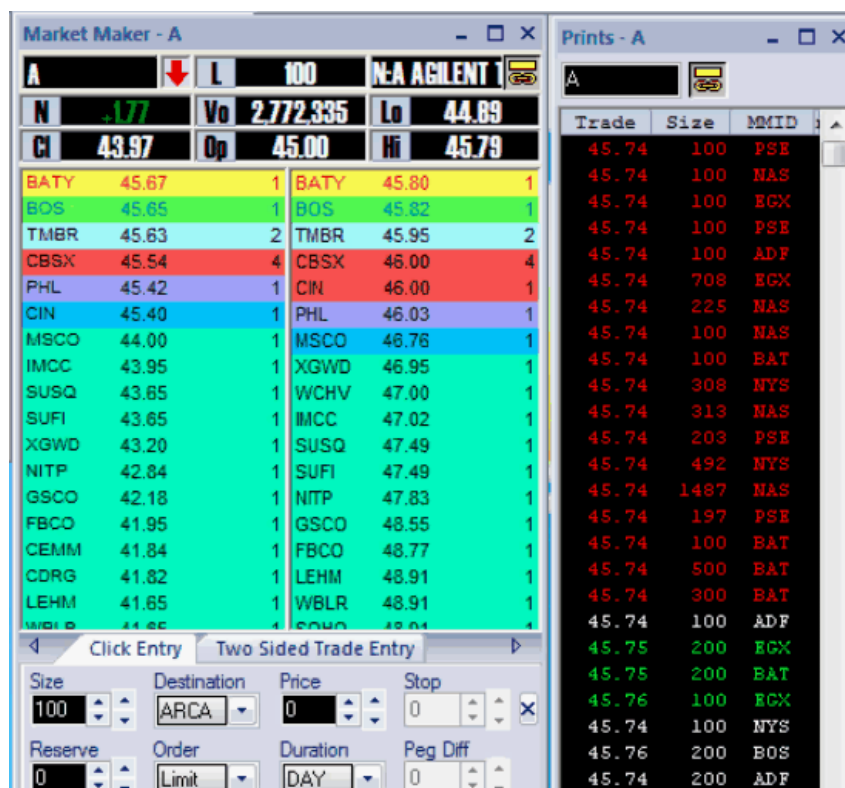 Market Maker - A
A L 100 N:A AGILENT
N +1.77 Vo 2,772,335 Lo 44.89
Cl 43.97 Op 45.00 Hi 45.79
BATY 45.67 1 BATY 45.80 1
BOS 45.65 1 BOS 45.82 1
TMBR 45.63 2 TMBR 45.95 2
CBSX 45.54 4 CBSX 46.00 4
PHL 45.42 1 CIN 46.00 1
CIN 45.40 1 PHL 46.03 1
MSCO 44.00 1 MSCO 46.76 1
IMCC 43.95 1 XGWD 46.95 1
SUSQ 43.65 1 WCHV 47.00 1
SUFI 43.65 1 IMCC 47.02 1
XGWD 43.20 1 SUSQ 47.49 1
NITP 42.84 1 SUFI 47.49 1
GSCO 42.18 1 NITP 47.83 1
FBCO 41.95 1 GSCO 48.55 1
CEMM 41.84 1 FBCO 48.77 1
CDRG 41.82 1 LEHM 48.91 1
LEHM 41.65 1 WBLR 48.91 1
Click Entry Two Sided Trade Entry
Size Destination Price Stop
100 ARCA 0 0
Reserve Order Duration Peg Diff
0 Limit DAY 0
Prints - A
A
Trade Size MMID
45.74 100 PSE
45.74 100 NAS
45.74 100 EGX
45.74 100 PSE
45.74 100 ADF
45.74 708 EGX
45.74 225 NAS
45.74 100 NAS
45.74 100 BAT
45.74 308 NYS
45.74 313 NAS
45.74 203 PSE
45.74 492 NYS
45.74 1487 NAS
45.74 197 PSE
45.74 100 BAT
45.74 500 BAT
45.74 300 BAT
45.74 100 ADF
45.75 200 EGX
45.75 200 BAT
45.76 100 EGX
45.74 100 NYS
45.76 200 BOS
45.74 200 ADF